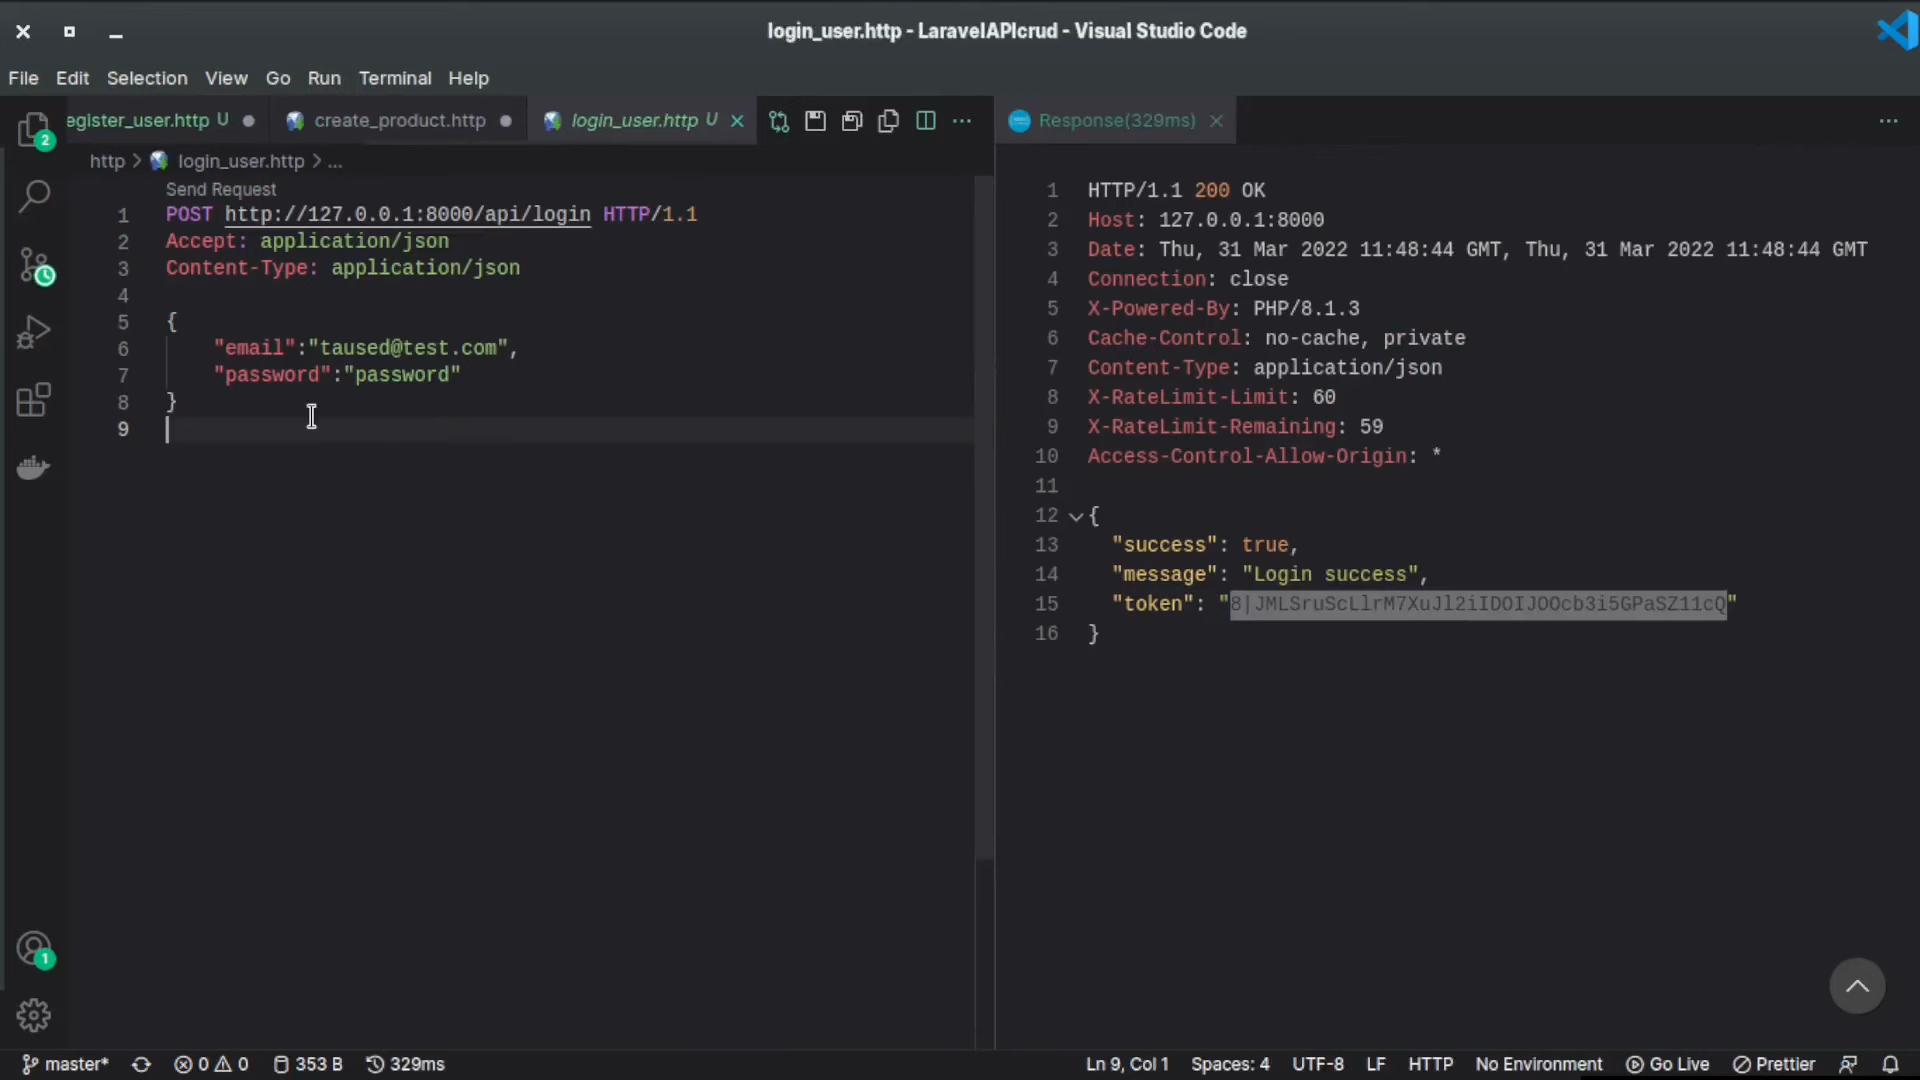 login_user.http - LaravelAPIcrud - Visual Studio Code
File Edit Selection View Go Run Terminal Help
egister_user.http U create_product.http login_user.http U
Response(329ms)
2
http > login_user.http > ...
Send Request
1 POST http://127.0.0.1:8000/api/login HTTP/1.1
2 Accept: application/json
3 Content-Type: application/json
4
5 {
6 "email":"taused@test.com",
7 "password":"password"
8 }
9
1 HTTP/1.1 200 OK
2 Host: 127.0.0.1:8000
3 Date: Thu, 31 Mar 2022 11:48:44 GMT, Thu, 31 Mar 2022 11:48:44 GMT
4 Connection: close
5 X-Powered-By: PHP/8.1.3
6 Cache-Control: no-cache, private
7 Content-Type: application/json
8 X-RateLimit-Limit: 60
9 X-RateLimit-Remaining: 59
10 Access-Control-Allow-Origin: *
11
12 {
13 "success": true,
14 "message": "Login success",
15 "token": "8|JMLSruScLlrM7XuJl2iIDOIJOOcb3i5GPaSZ11cQ"
16 }
1
master* 0 0 353 B 329ms
Ln 9, Col 1 Spaces: 4 UTF-8 LF HTTP No Environment Go Live Prettier